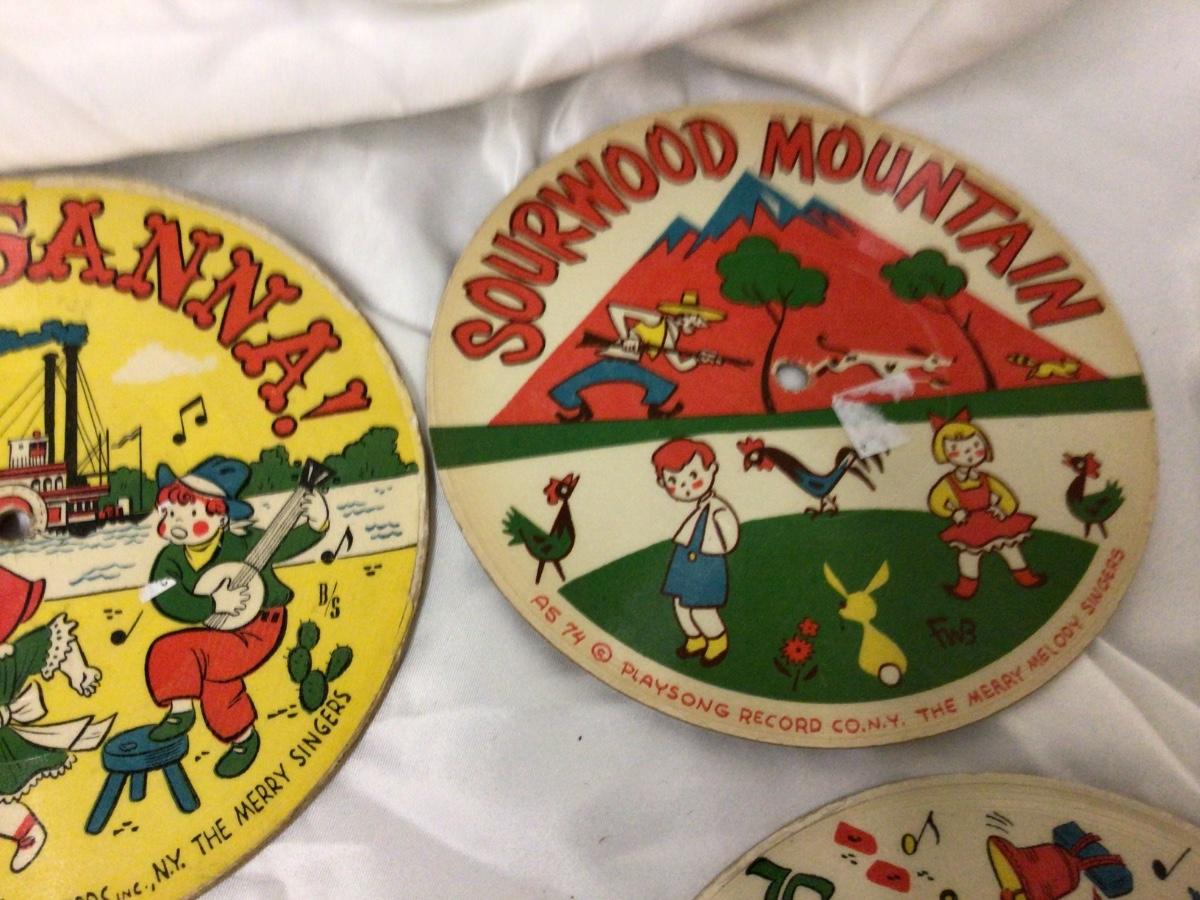 SANNA!
B/S
INC., N.Y. THE MERRY SINGERS
SOURWOOD MOUNTAIN
FWB
AS 74 © PLAYSONG RECORD CO.N.Y. THE MERRY MELODY SINGERS